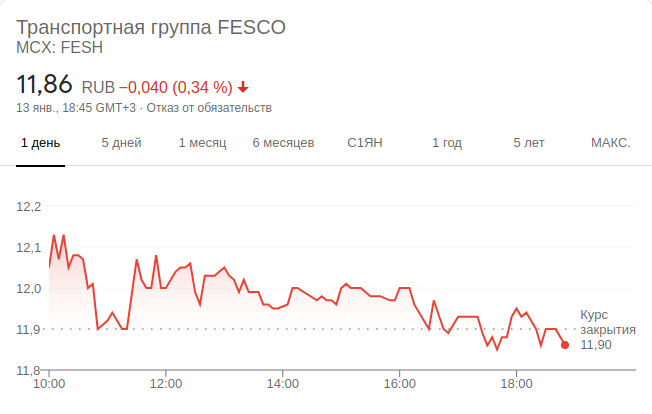 Транспортная группа FESCO
MCX: FESH
11,86 RUB −0,040 (0,34 %)
13 янв., 18:45 GMT+3 · Отказ от обязательств
1 день 5 дней 1 месяц 6 месяцев С1ЯН 1 год 5 лет МАКС.
12,2
12,1
12,0
11,9
11,8
Курс
закрытия
11,90
10:00 12:00 14:00 16:00 18:00